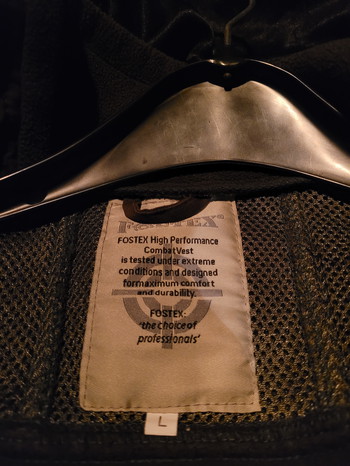 FOSTEX®
FOSTEX High Performance
Combat Vest
is tested under extreme
conditions and designed
for maximum comfort
and durability.
FOSTEX:
'the choice of
professionals'
L